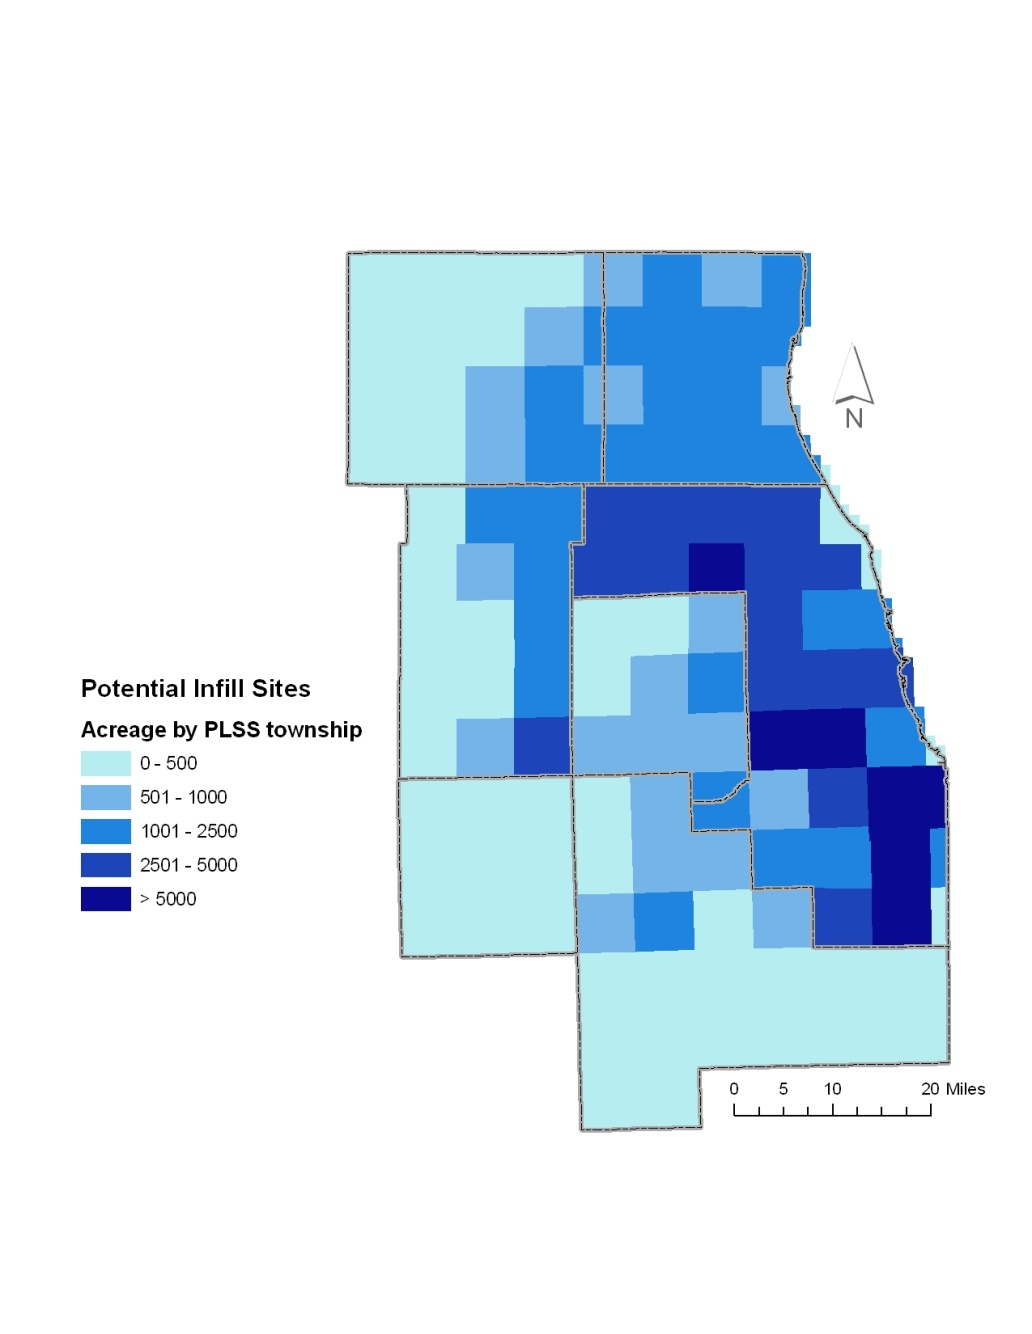 N
Potential Infill Sites
Acreage by PLSS township
0 - 500
501 - 1000
1001 - 2500
2501 - 5000
> 5000
0 5 10 20 Miles